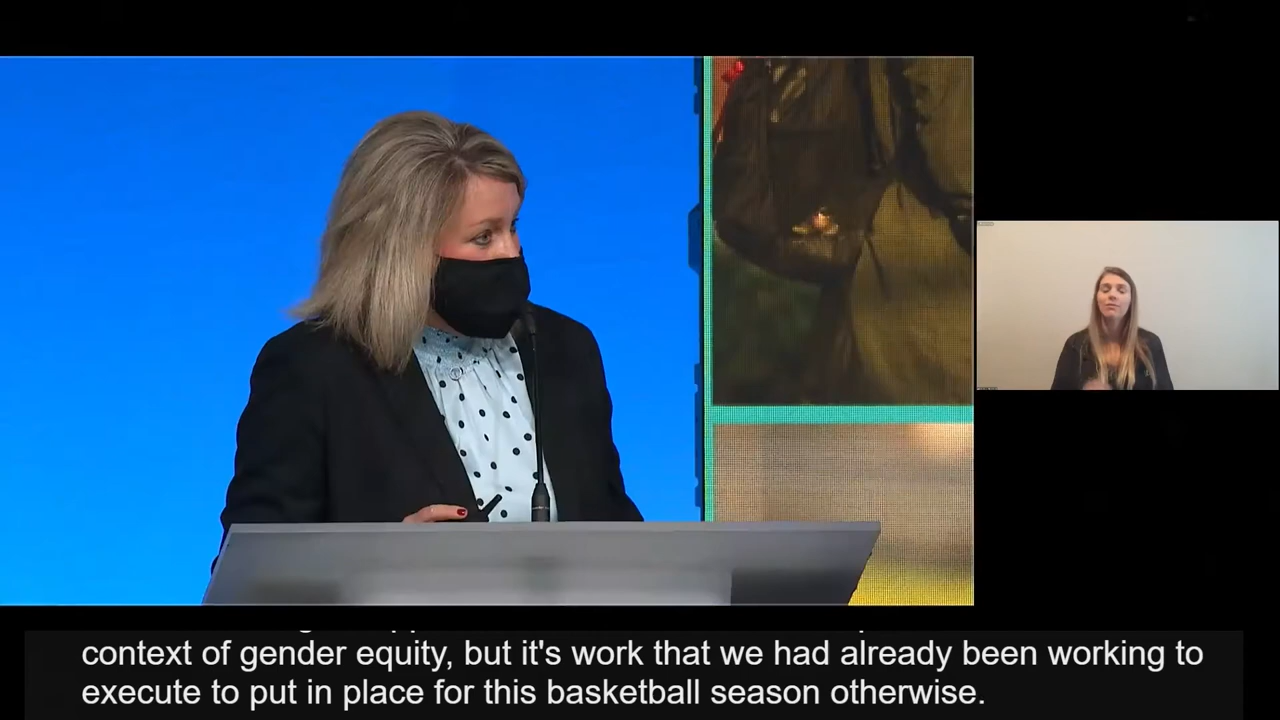 context of gender equity, but it's work that we had already been working to
execute to put in place for this basketball season otherwise.